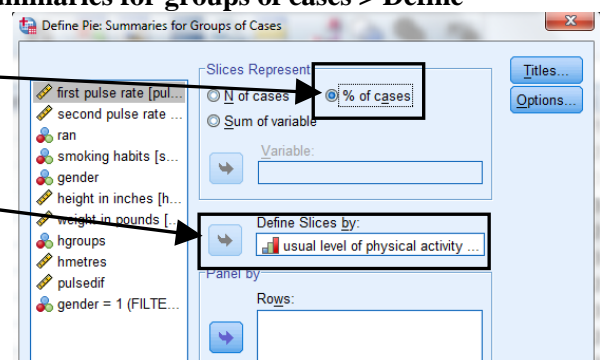 mmaries for groups of cases > Define
Define Pie: Summaries for Groups of Cases
first pulse rate [pul...
second pulse rate ...
ran
smoking habits [s...
gender
height in inches [h...
weight in pounds [...
hgroups
hmetres
pulsedif
gender = 1 (FILTE...
Slices Represent
N of cases
% of cases
Sum of variable
Variable:
Define Slices by:
usual level of physical activity ...
Panel by
Rows:
Titles...
Options...